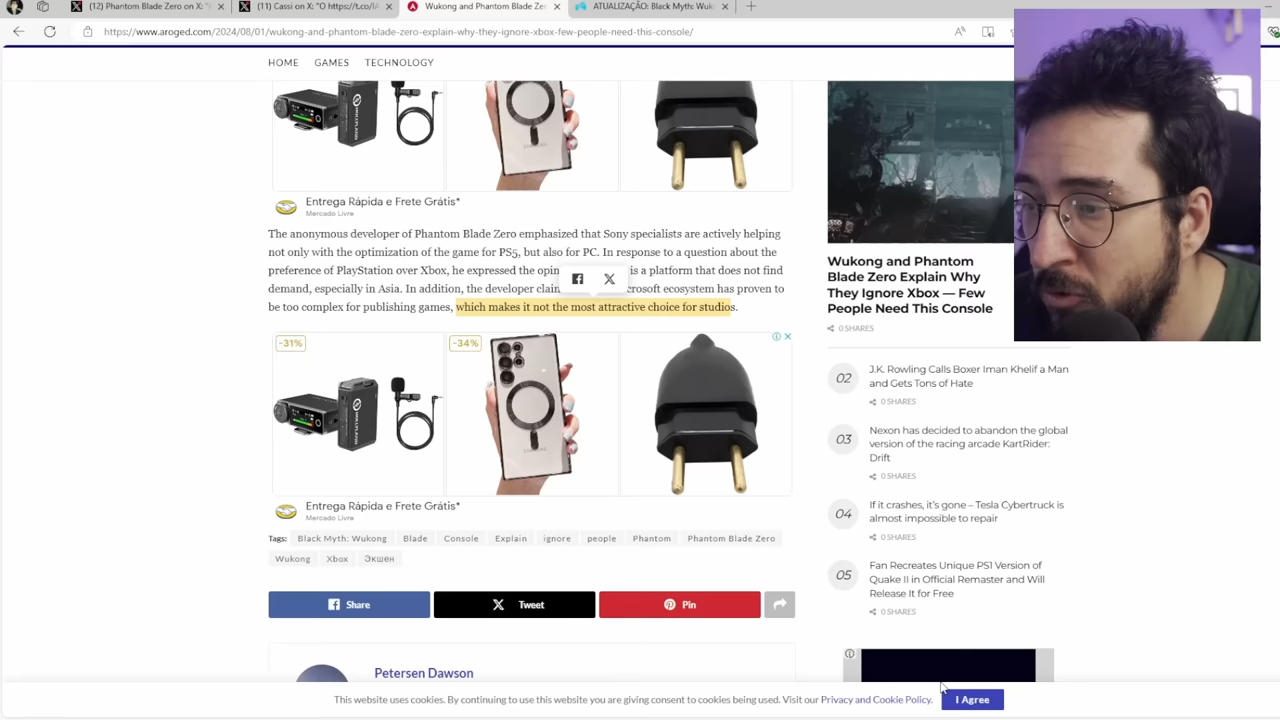 (12) Phantom Blade Zero on X: "
(11) Cassi on X: "O https://t.co/IA
Wukong and Phantom Blade Zero
ATUALIZAÇÃO: Black Myth: Wuk
https://www.aroged.com/2024/08/01/wukong-and-phantom-blade-zero-explain-why-they-ignore-xbox-few-people-need-this-console/
HOME GAMES TECHNOLOGY
Entrega Rápida e Frete Grátis*
Mercado Livre
The anonymous developer of Phantom Blade Zero emphasized that Sony specialists are actively helping
not only with the optimization of the game for PS5, but also for PC. In response to a question about the
preference of PlayStation over Xbox, he expressed the opin is a platform that does not find
demand, especially in Asia. In addition, the developer clai crosoft ecosystem has proven to
be too complex for publishing games, which makes it not the most attractive choice for studios.
-31%
-34%
Entrega Rápida e Frete Grátis*
Mercado Livre
Tags: Black Myth: Wukong Blade Console Explain ignore people Phantom Phantom Blade Zero
Wukong Xbox Экшен
Share Tweet Pin
Petersen Dawson
Wukong and Phantom
Blade Zero Explain Why
They Ignore Xbox — Few
People Need This Console
0 SHARES
02
J.K. Rowling Calls Boxer Iman Khelif a Man
and Gets Tons of Hate
0 SHARES
03
Nexon has decided to abandon the global
version of the racing arcade KartRider:
Drift
0 SHARES
04
If it crashes, it's gone – Tesla Cybertruck is
almost impossible to repair
0 SHARES
05
Fan Recreates Unique PS1 Version of
Quake II in Official Remaster and Will
Release It for Free
0 SHARES
This website uses cookies. By continuing to use this website you are giving consent to cookies being used. Visit our Privacy and Cookie Policy. I Agree